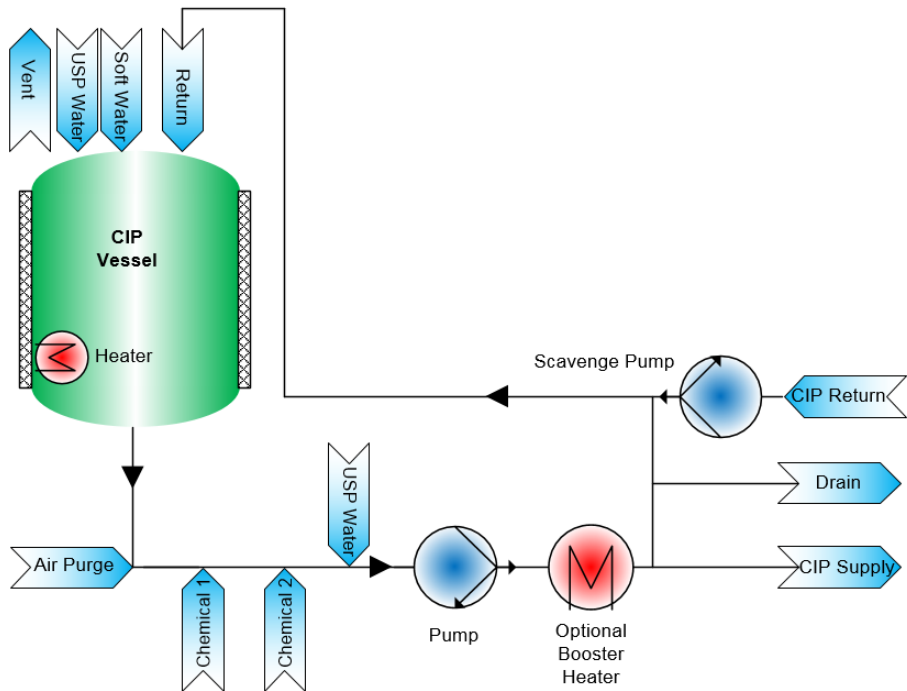 Vent
USP Water
Soft Water
Return
CIP
Vessel
Heater
Scavenge Pump
CIP Return
USP Water
Drain
Air Purge
CIP Supply
Chemical 1
Chemical 2
Pump
Optional
Booster
Heater